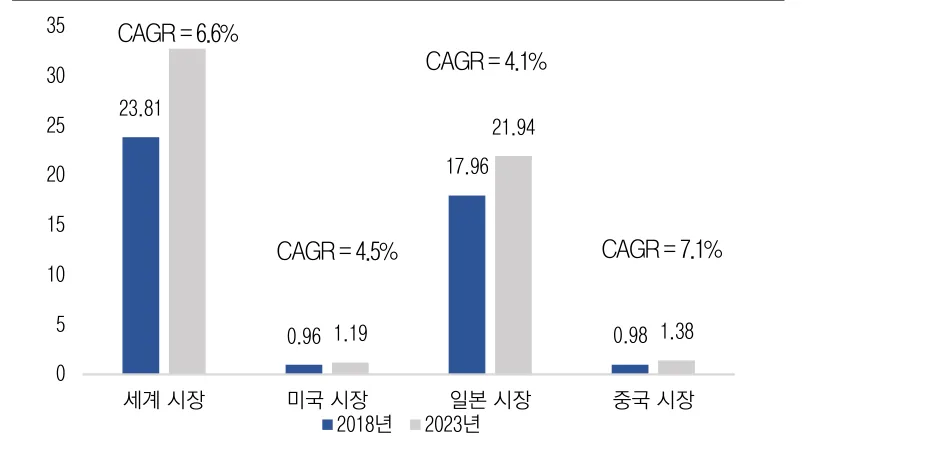 35
CAGR = 6.6%
30
CAGR = 4.1%
23.81
25
21.94
20
17.96
15
CAGR = 4.5%
CAGR = 7.1%
10
5
0.96
1.19
0.98
1.38
0
세계 시장
미국 시장
일본 시장
중국 시장
2018년
2023년